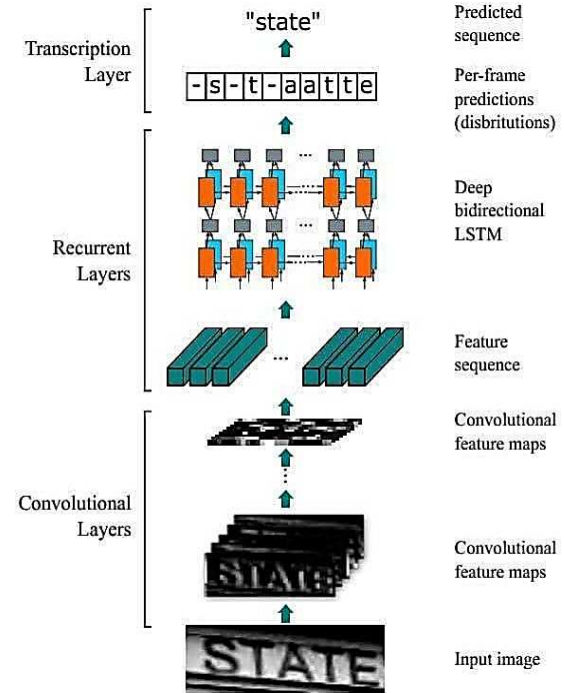 "state"
Predicted
sequence
Transcription
Layer
-s-t-aatte
Per-frame
predictions
(disbritutions)
Recurrent
Layers
...
...
...
Deep
bidirectional
LSTM
...
Feature
sequence
Convolutional
Layers
Convolutional
feature maps
STATE
Convolutional
feature maps
STATE
Input image